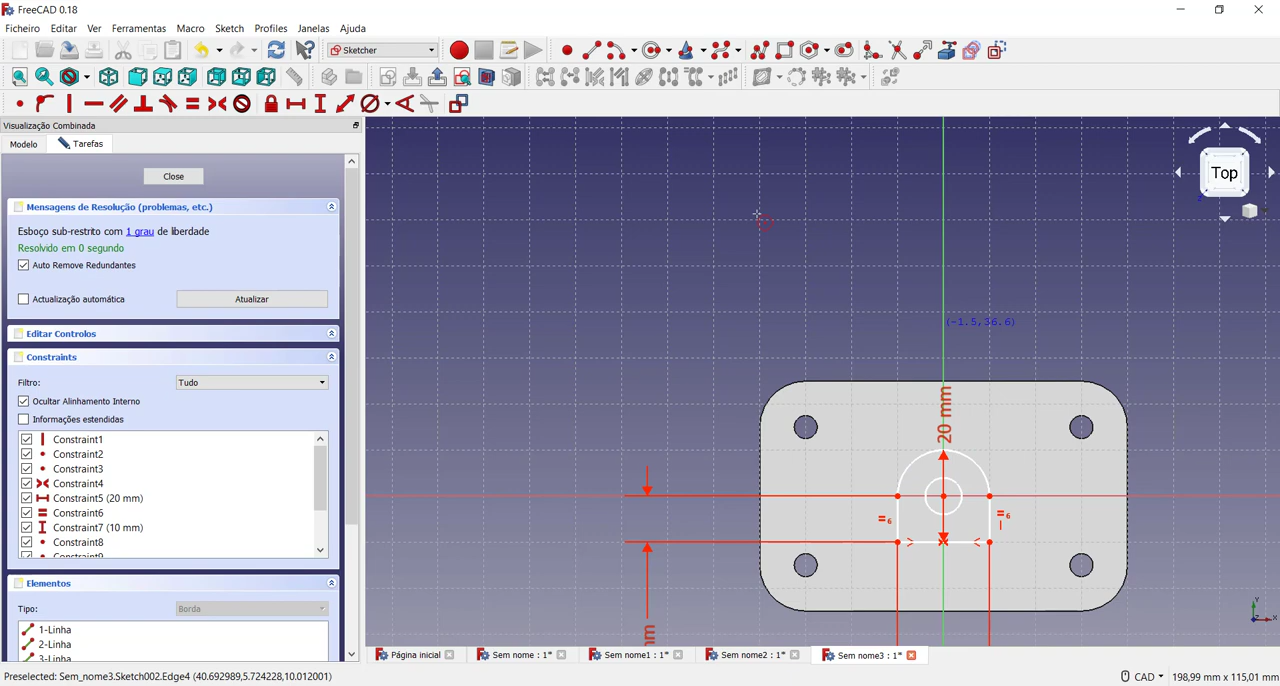 FreeCAD 0.18
Ficheiro Editar Ver Ferramentas Macro Sketch Profiles Janelas Ajuda
Sketcher
Visualização Combinada
Modelo Tarefas
Close
Mensagens de Resolução (problemas, etc.)
Esboço sub-restrito com 1 grau de liberdade
Resolvido em 0 segundo
Auto Remove Redundantes
Actualização automática Atualizar
Editar Controlos
Constraints
Filtro: Tudo
Ocultar Alinhamento Interno
Informações estendidas
Constraint1
Constraint2
Constraint3
Constraint4
Constraint5 (20 mm)
Constraint6
Constraint7 (10 mm)
Constraint8
Constraint9
Elementos
Tipo: Borda
1-Linha
2-Linha
3-Linha
Top
Z
(-1.5,36.6)
20 mm
6
6
Y
Z X
Página inicial Sem nome : 1* Sem nome1 : 1* Sem nome2 : 1* Sem nome3 : 1*
Preselected: Sem_nome3.Sketch002.Edge4 (40.692989,5.724228,10.012001) CAD 198,99 mm x 115,01 mm